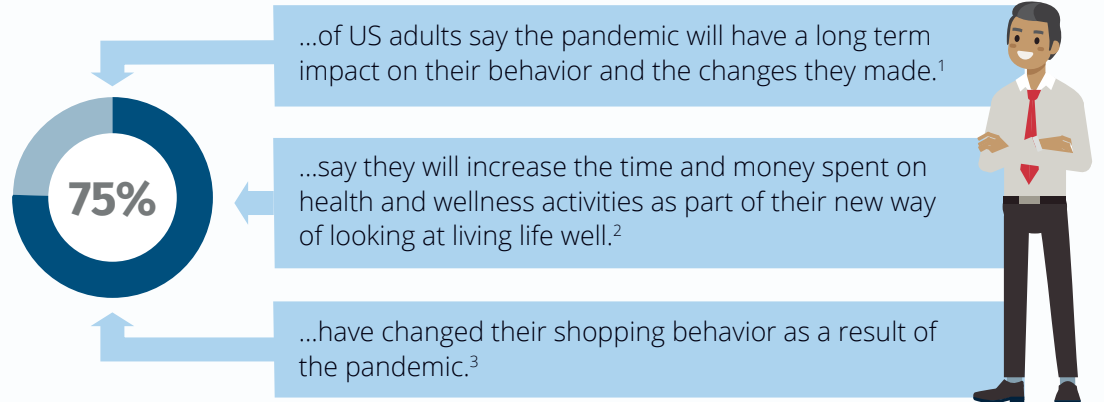 ...of US adults say the pandemic will have a long term
impact on their behavior and the changes they made.¹
75%
...say they will increase the time and money spent on
health and wellness activities as part of their new way
of looking at living life well.²
...have changed their shopping behavior as a result of
the pandemic.³